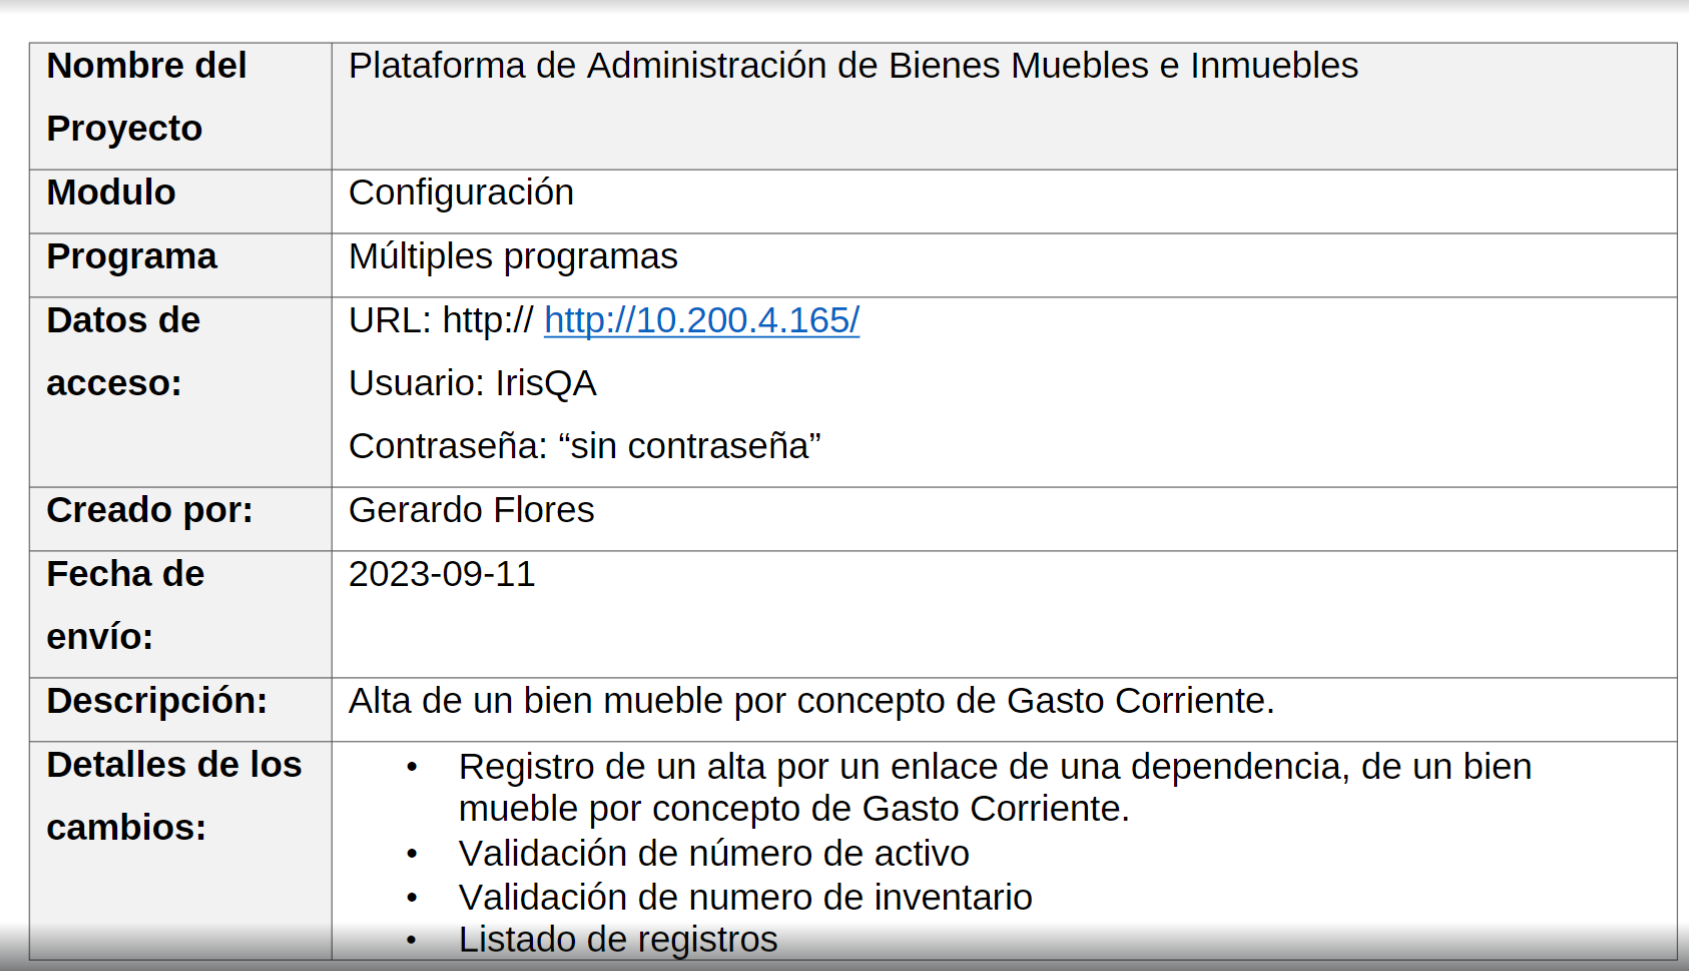 Nombre del
Proyecto
Plataforma de Administración de Bienes Muebles e Inmuebles
Modulo
Configuración
Programa
Múltiples programas
Datos de
acceso:
URL: http:// http://10.200.4.165/
Usuario: IrisQA
Contraseña: “sin contraseña”
Creado por:
Gerardo Flores
Fecha de
envío:
2023-09-11
Descripción:
Alta de un bien mueble por concepto de Gasto Corriente.
Detalles de los
cambios:
• Registro de un alta por un enlace de una dependencia, de un bien
mueble por concepto de Gasto Corriente.
• Validación de número de activo
• Validación de numero de inventario
• Listado de registros